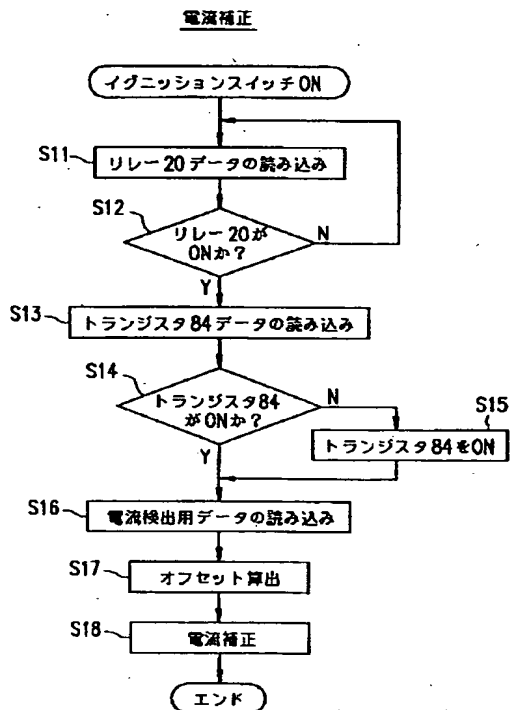 電流補正
イグニッションスイッチON
S11
リレー20データの読み込み
S12
リレー20が
ONか?
N
Y
S13
トランジスタ84データの読み込み
S14
トランジスタ84
がONか?
N
S15
トランジスタ84をON
Y
S16
電流検出用データの読み込み
S17
オフセット算出
S18
電流補正
エンド